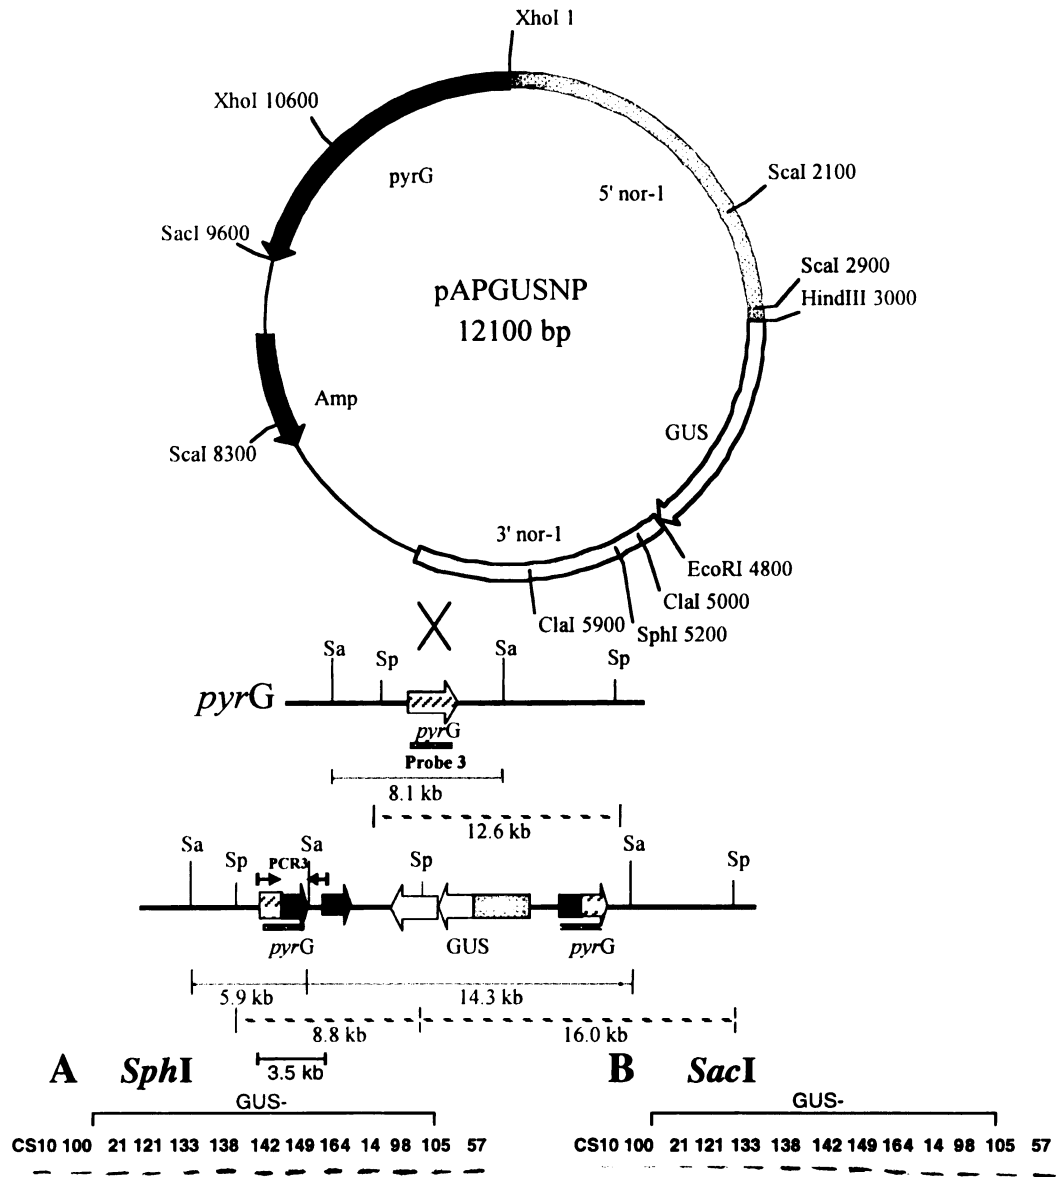 XhoI 1
XhoI 10600
pyrG
5' nor-1
ScaI 2100
SacI 9600
ScaI 2900
HindIII 3000
pAPGUSNP
12100 bp
Amp
GUS
ScaI 8300
3' nor-1
EcoRI 4800
ClaI 5000
ClaI 5900
SphI 5200
Sa Sp Sa Sp
pyrG
pyrG
Probe 3
8.1 kb
12.6 kb
Sa Sp PCR3 Sa Sp Sa Sp
pyrG GUS pyrG
5.9 kb 14.3 kb
8.8 kb 16.0 kb
3.5 kb
A SphI B SacI
GUS- GUS-
CS10 100 21 121 133 138 142 149 164 14 98 105 57 CS10 100 21 121 133 138 142 149 164 14 98 105 57